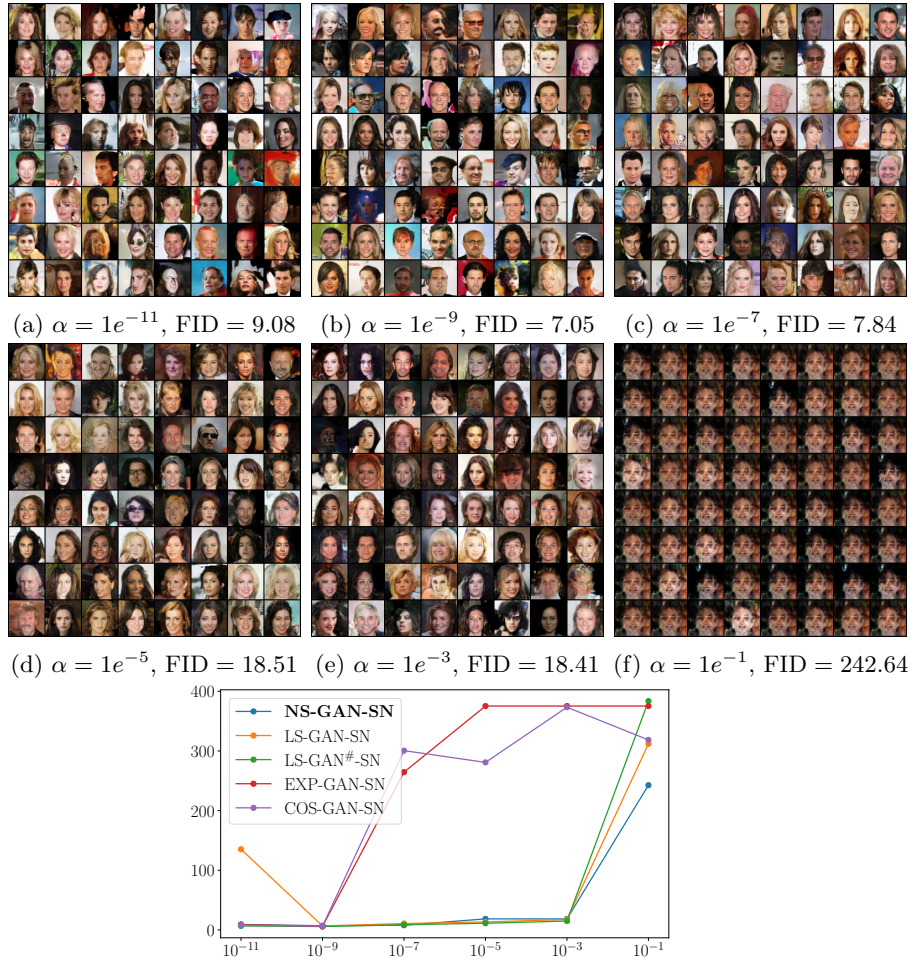 (a) α = 1e⁻¹¹, FID = 9.08 (b) α = 1e⁻⁹, FID = 7.05 (c) α = 1e⁻⁷, FID = 7.84
(d) α = 1e⁻⁵, FID = 18.51 (e) α = 1e⁻³, FID = 18.41 (f) α = 1e⁻¹, FID = 242.64
400
300
200
100
0
NS-GAN-SN
LS-GAN-SN
LS-GAN#-SN
EXP-GAN-SN
COS-GAN-SN
10⁻¹¹ 10⁻⁹ 10⁻⁷ 10⁻⁵ 10⁻³ 10⁻¹